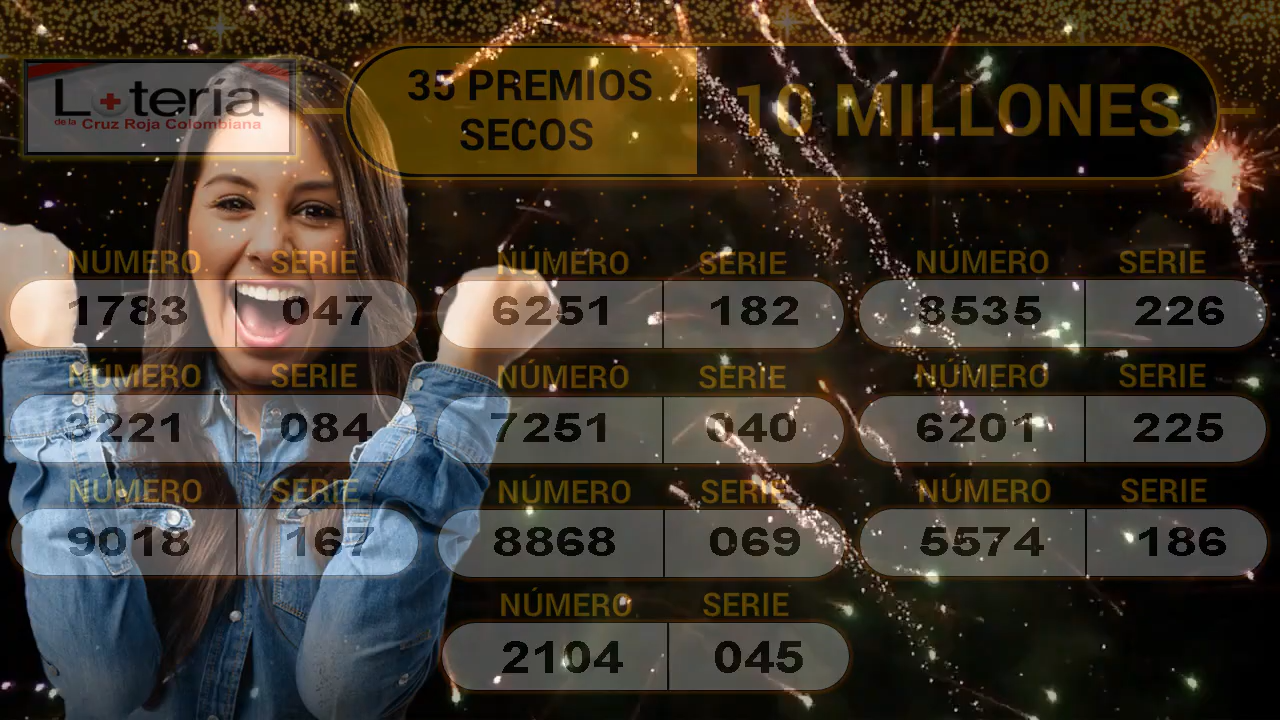 Lotería
de la Cruz Roja Colombiana
35 PREMIOS
SECOS
10 MILLONES
NÚMERO SERIE NÚMERO SERIE NÚMERO SERIE
1783 047 6251 182 8535 226
NÚMERO SERIE NÚMERO SERIE NÚMERO SERIE
3221 084 7251 040 6201 225
NÚMERO SERIE NÚMERO SERIE NÚMERO SERIE
9018 167 8868 069 5574 186
NÚMERO SERIE
2104 045